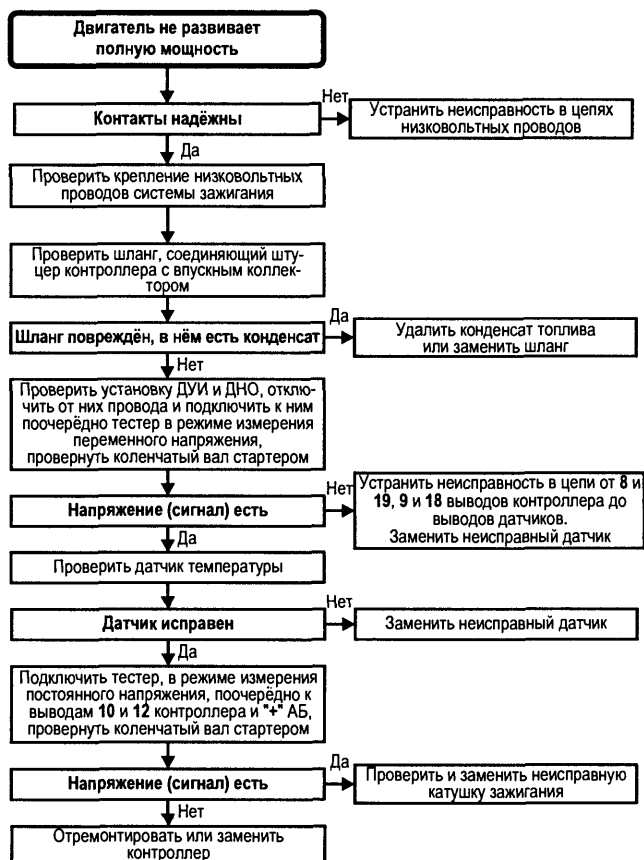 Двигатель не развивает
полную мощность
Нет
Контакты надёжны
Устранить неисправность в цепях
низковольтных проводов
Да
Проверить крепление низковольтных
проводов системы зажигания
Проверить шланг, соединяющий шту-
цер контроллера с впускным коллек-
тором
Да
Шланг повреждён, в нём есть конденсат
Удалить конденсат топлива
или заменить шланг
Нет
Проверить установку ДУИ и ДНО, отклю-
чить от них провода и подключить к ним
поочерёдно тестер в режиме измерения
переменного напряжения,
провернуть коленчатый вал стартером
Нет
Напряжение (сигнал) есть
Устранить неисправность в цепи от 8 и
19, 9 и 18 выводов контроллера до
выводов датчиков.
Заменить неисправный датчик
Да
Проверить датчик температуры
Нет
Датчик исправен
Заменить неисправный датчик
Да
Подключить тестер, в режиме измерения
постоянного напряжения, поочерёдно к
выводам 10 и 12 контроллера и "+" АБ,
провернуть коленчатый вал стартером
Да
Напряжение (сигнал) есть
Проверить и заменить неисправную
катушку зажигания
Нет
Отремонтировать или заменить
контроллер